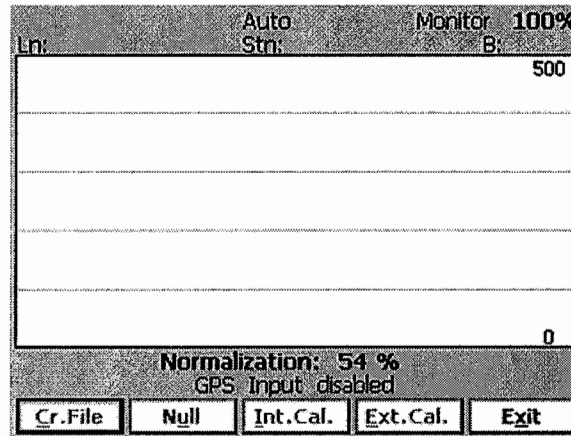 Auto Monitor 100%
Ln: Stn: B:
500
0
Normalization: 54 %
GPS Input disabled
Cr.File Null Int.Cal. Ext.Cal. Exit